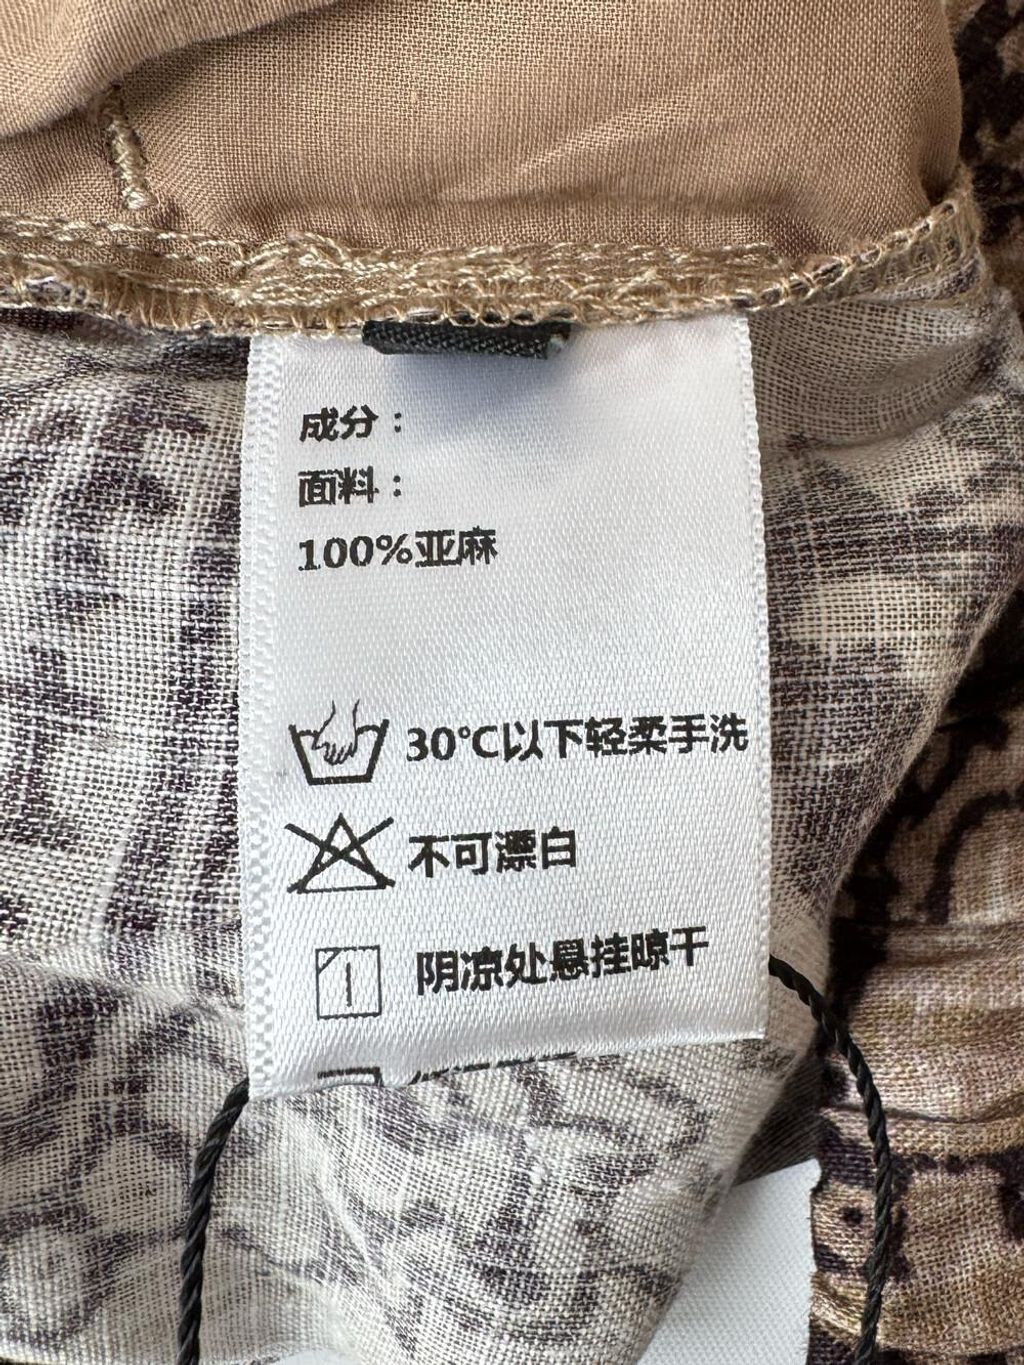 成分：
面料：
100%亚麻
30°C以下轻柔手洗
不可漂白
阴凉处悬挂晾干